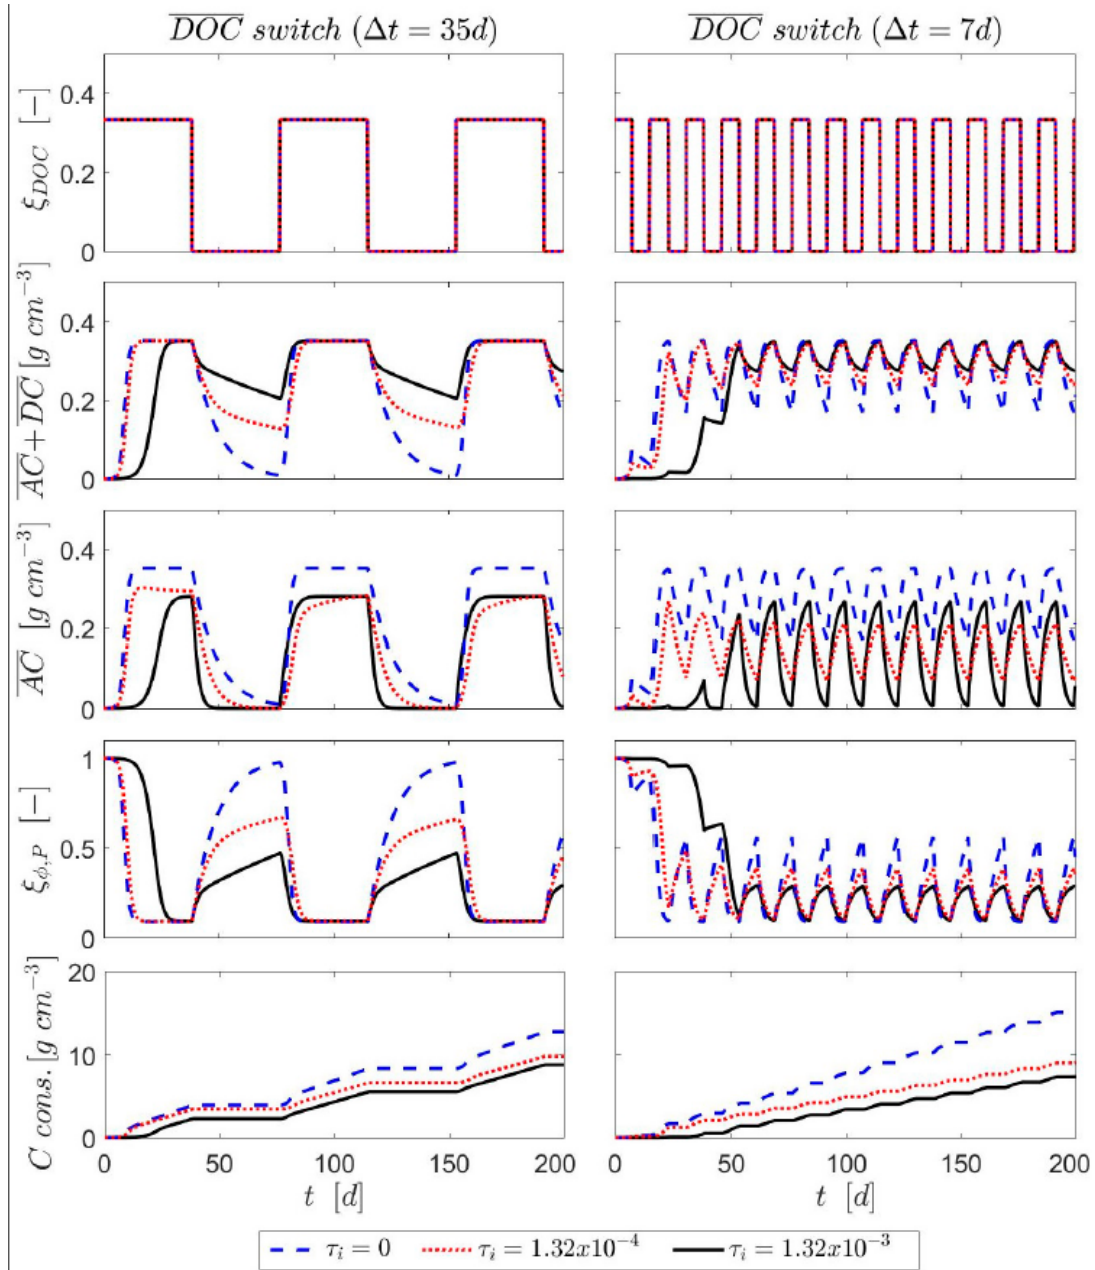 DOC switch (Δt = 35d)
DOC switch (Δt = 7d)
ξDOC [−]
0.4
0.2
0
AC+DC [g cm−3]
0.4
0.2
0
AC [g cm−3]
0.4
0.2
0
ξϕ,P [−]
1
0.5
0
C cons. [g cm−3]
20
10
0
0 50 100 150 200
0 50 100 150 200
t [d]
t [d]
τi = 0 τi = 1.32x10−4 τi = 1.32x10−3